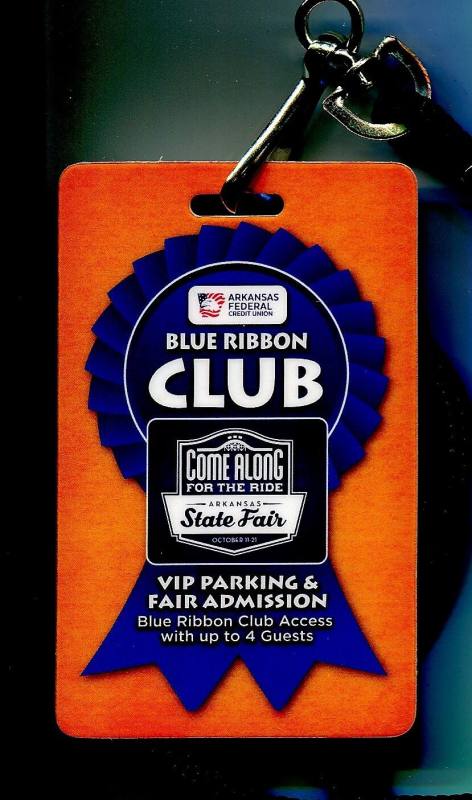 ARKANSAS
FEDERAL
CREDIT UNION
BLUE RIBBON
CLUB
COME ALONG
FOR THE RIDE
ARKANSAS
State Fair
OCTOBER 11-21
VIP PARKING &
FAIR ADMISSION
Blue Ribbon Club Access
with up to 4 Guests